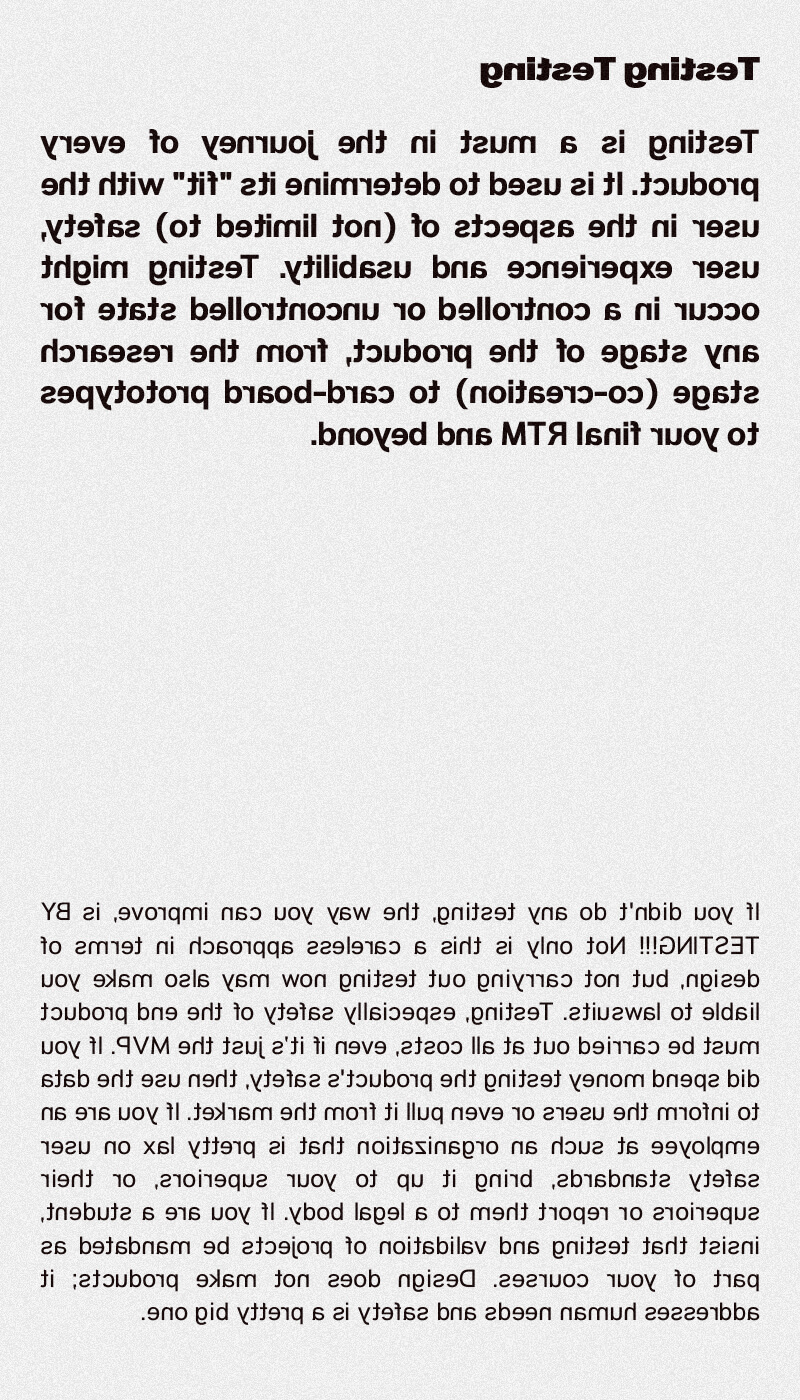 Testing Testing
Testing is a must in the journey of every
product. It is used to determine its "fit" with the
user in the aspects of (not limited to) safety,
user experience and usability. Testing might
occur in a controlled or uncontrolled state for
any stage of the product, from the research
stage (co-creation) to card-board prototypes
to your final RTM and beyond.
If you didn't do any testing, the way you can improve, is BY
TESTING!!! Not only is this a careless approach in terms of
design, but not carrying out testing now may also make you
liable to lawsuits. Testing, especially safety of the end product
must be carried out at all costs, even if it's just the MVP. If you
did spend money testing the product's safety, then use the data
to inform the users or even pull it from the market. If you are an
employee at such an organization that is pretty lax on user
safety standards, bring it up to your superiors, or their
superiors or report them to a legal body. If you are a student,
insist that testing and validation of projects be mandated as
part of your courses. Design does not make products; it
addresses human needs and safety is a pretty big one.